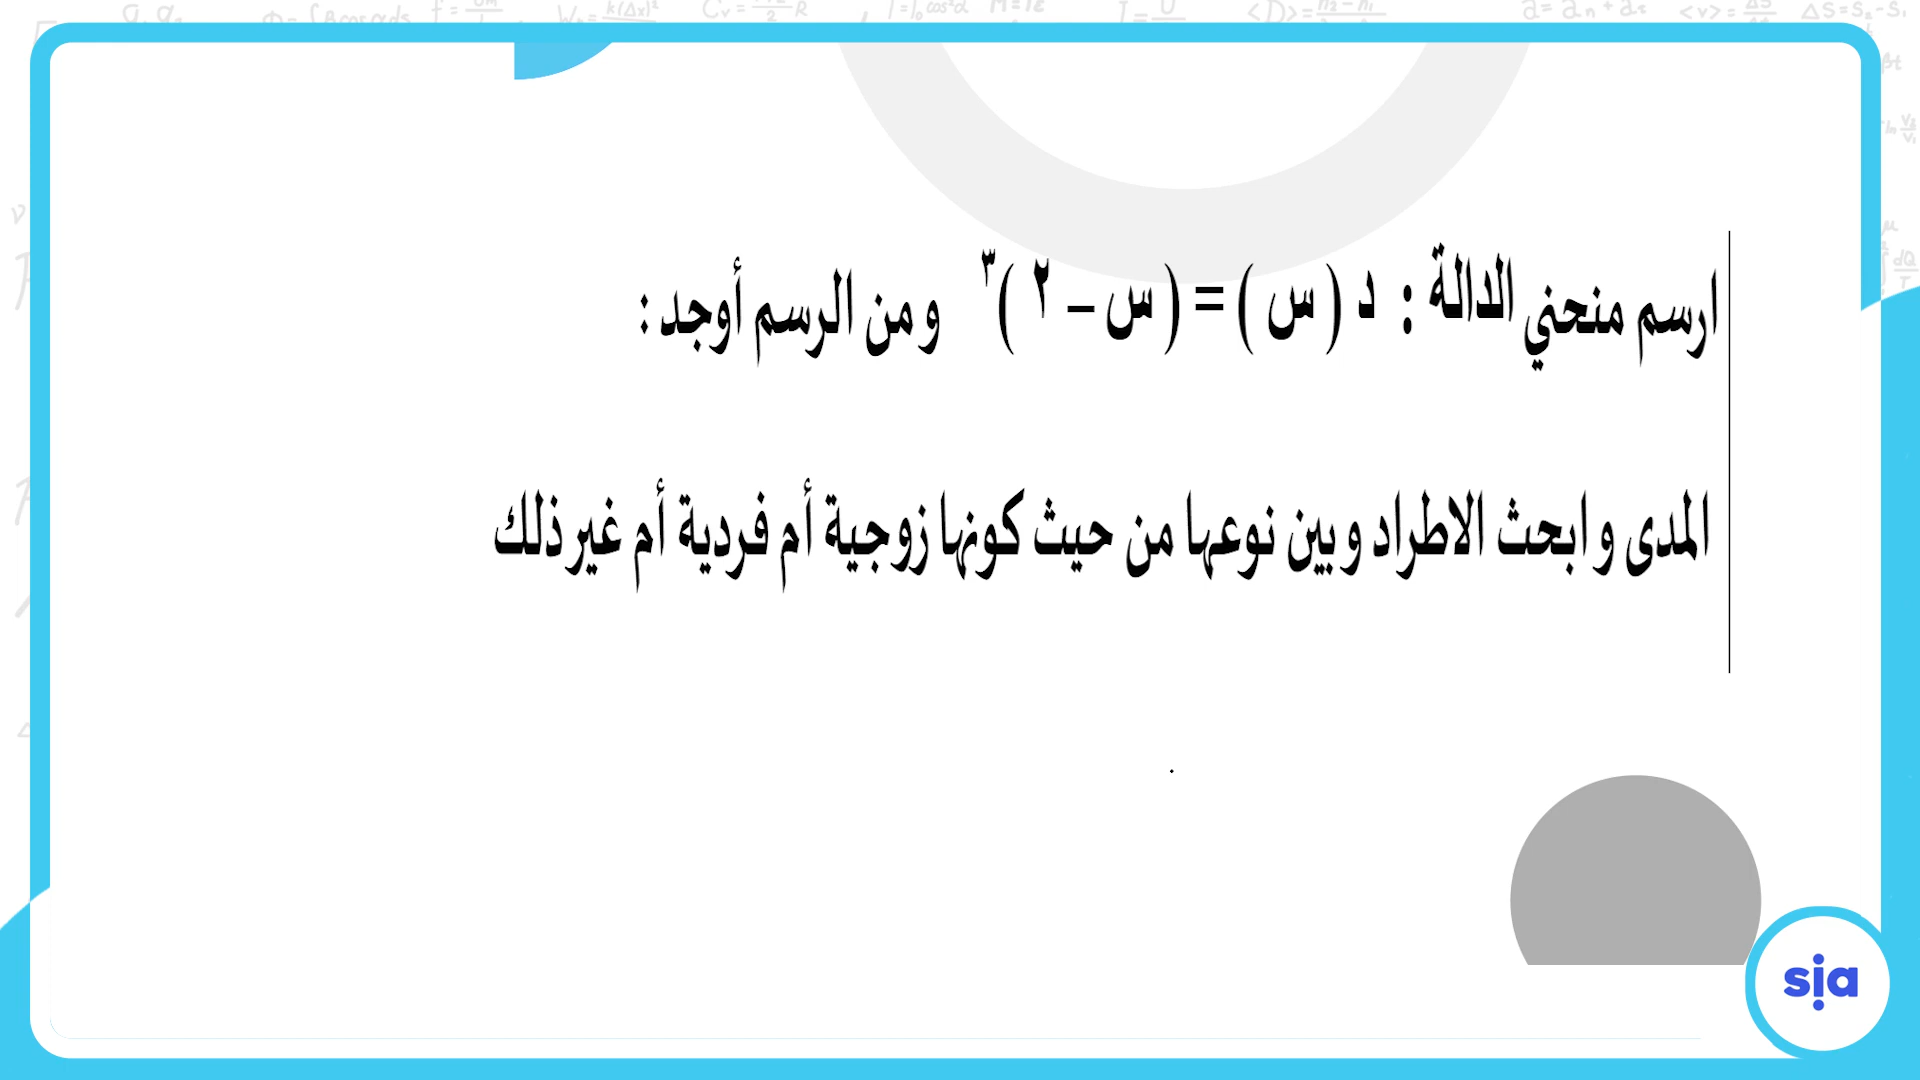 ارسم منحني الدالة : د ( س ) = ( س – ٢ )٣ و من الرسم أوجد :
المدى و ابحث الاطراد و بين نوعها من حيث كونها زوجية أم فردية أم غير ذلك
sia